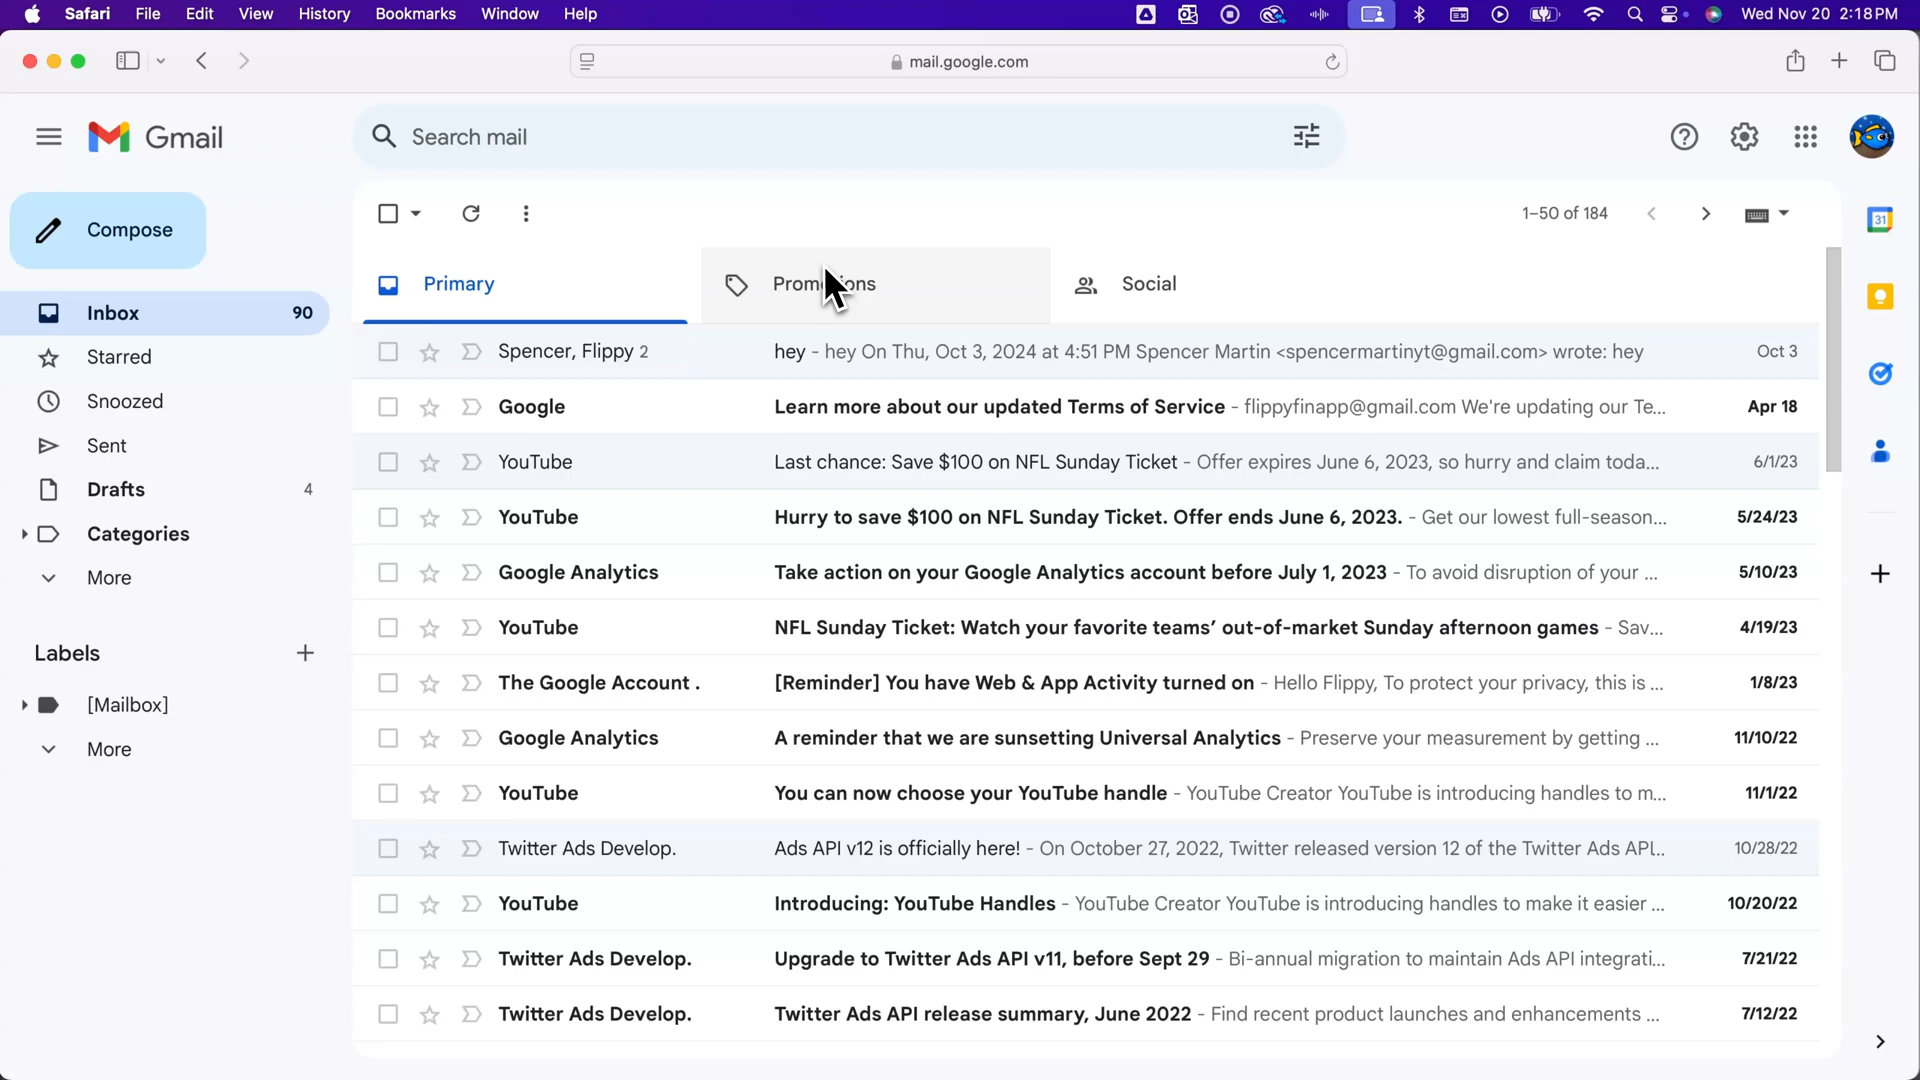 Safari File Edit View History Bookmarks Window Help Wed Nov 20 2:18 PM
mail.google.com
Gmail Search mail
Compose
1–50 of 184
Primary Promotions Social
Inbox 90
Starred
Snoozed
Sent
Drafts 4
Categories
More
Labels
[Mailbox]
More
Spencer, Flippy 2 hey - hey On Thu, Oct 3, 2024 at 4:51 PM Spencer Martin <spencermartinyt@gmail.com> wrote: hey Oct 3
Google Learn more about our updated Terms of Service - flippyfinapp@gmail.com We're updating our Te... Apr 18
YouTube Last chance: Save $100 on NFL Sunday Ticket - Offer expires June 6, 2023, so hurry and claim toda... 6/1/23
YouTube Hurry to save $100 on NFL Sunday Ticket. Offer ends June 6, 2023. - Get our lowest full-season... 5/24/23
Google Analytics Take action on your Google Analytics account before July 1, 2023 - To avoid disruption of your ... 5/10/23
YouTube NFL Sunday Ticket: Watch your favorite teams’ out-of-market Sunday afternoon games - Sav... 4/19/23
The Google Account . [Reminder] You have Web & App Activity turned on - Hello Flippy, To protect your privacy, this is ... 1/8/23
Google Analytics A reminder that we are sunsetting Universal Analytics - Preserve your measurement by getting ... 11/10/22
YouTube You can now choose your YouTube handle - YouTube Creator YouTube is introducing handles to m... 11/1/22
Twitter Ads Develop. Ads API v12 is officially here! - On October 27, 2022, Twitter released version 12 of the Twitter Ads API... 10/28/22
YouTube Introducing: YouTube Handles - YouTube Creator YouTube is introducing handles to make it easier ... 10/20/22
Twitter Ads Develop. Upgrade to Twitter Ads API v11, before Sept 29 - Bi-annual migration to maintain Ads API integrati... 7/21/22
Twitter Ads Develop. Twitter Ads API release summary, June 2022 - Find recent product launches and enhancements ... 7/12/22
31